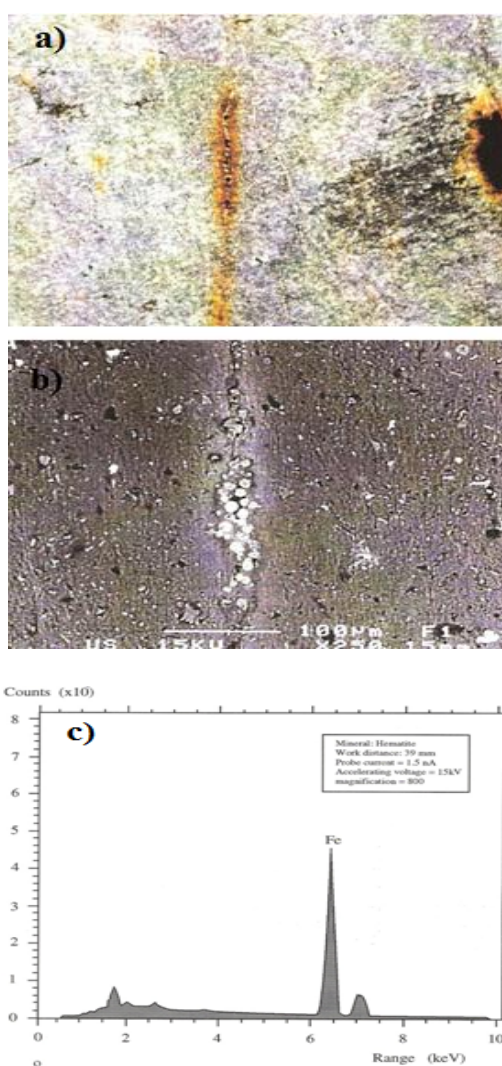 a)
b)
100µm F1
15KV X250 15mm
Counts (x10)
8
c)
7
Mineral: Hematite
Work distance: 39 mm
Probe current = 1.5 nA
Accelerating voltage = 15kV
magnification = 800
6
5
Fe
4
3
2
1
0
0 2 4 6 8 10
Range (keV)